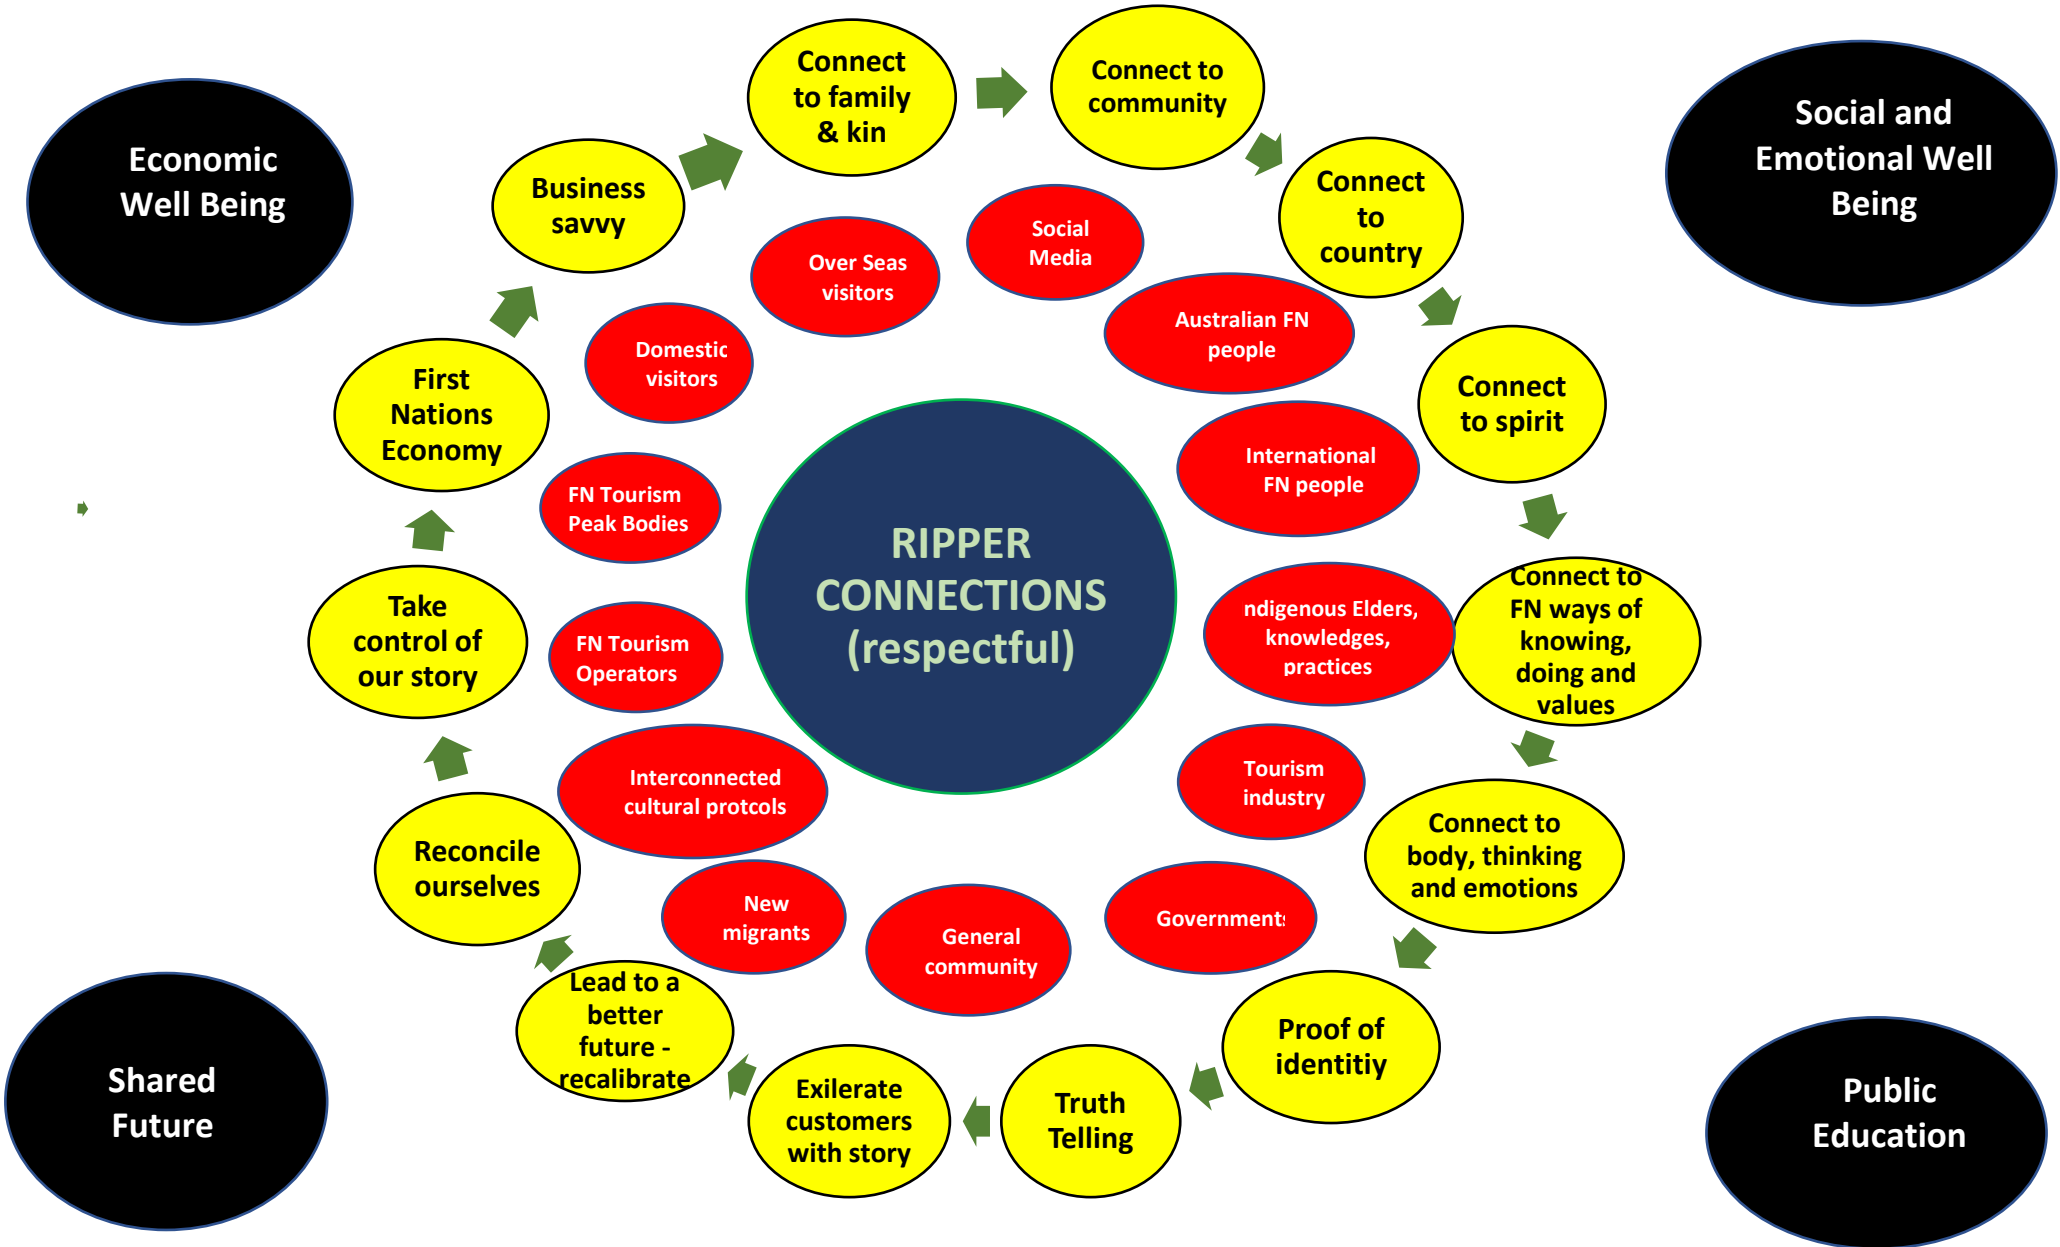 Economic
Well Being
Social and
Emotional Well
Being
Connect
to family
& kin
Connect to
community
Connect
to
country
Connect
to spirit
Connect to
FN ways of
knowing,
doing and
values
Connect to
body, thinking
and emotions
Proof of
identitiy
Truth
Telling
Exilerate
customers
with story
Lead to a
better
future -
recalibrate
Reconcile
ourselves
Take
control of
our story
First
Nations
Economy
Business
savvy
Over Seas
visitors
Social
Media
Australian FN
people
International
FN people
ndigenous Elders,
knowledges,
practices
Tourism
industry
Governments
General
community
New
migrants
Interconnected
cultural protcols
FN Tourism
Operators
FN Tourism
Peak Bodies
Domestic
visitors
RIPPER
CONNECTIONS
(respectful)
Shared
Future
Public
Education